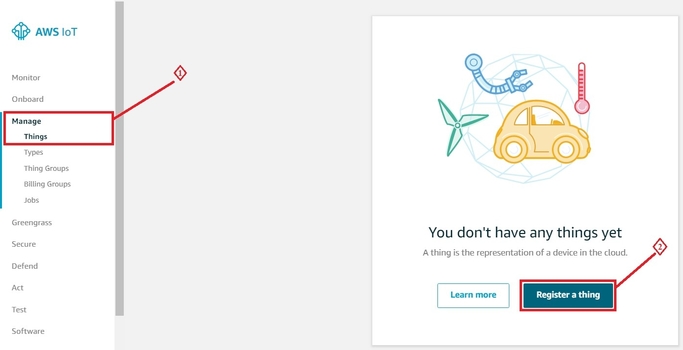 AWS IoT
Monitor
Onboard
Manage
Things
Types
Thing Groups
Billing Groups
Jobs
Greengrass
Secure
Defend
Act
Test
Software
1
You don't have any things yet
A thing is the representation of a device in the cloud.
2
Learn more
Register a thing